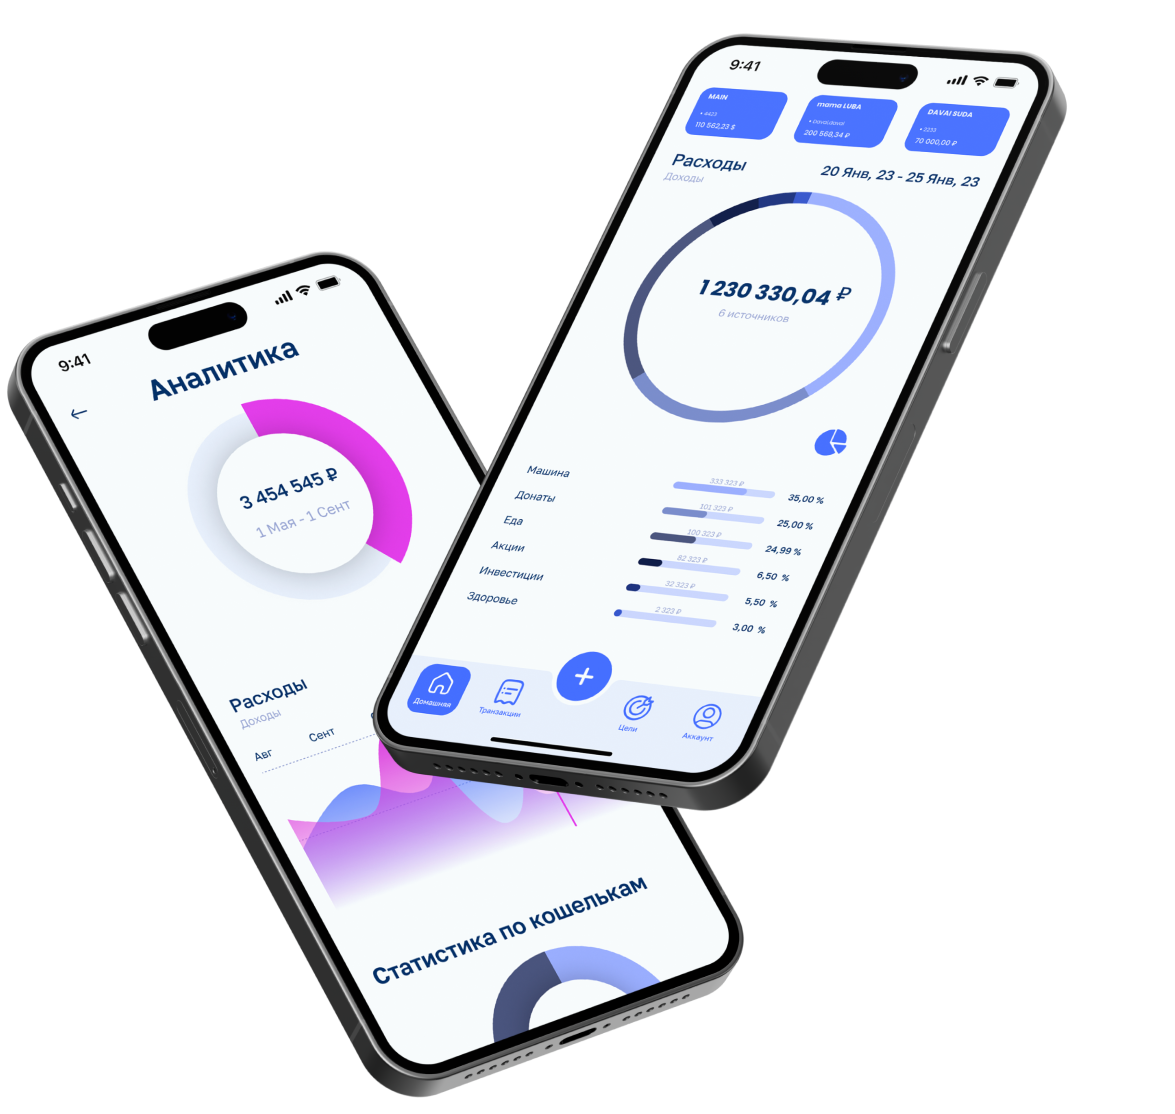 9:41
Аналитика
3 454 545 ₽
1 Мая - 1 Сент
Расходы
Доходы
Авг
Сент
Статистика по кошелькам
9:41
MAIN
• 4423
110 562,23 $
mama LUBA
200 568,34 ₽
DAVAI SUDA
• 2233
70 000,00 ₽
Расходы
Доходы
20 Янв, 23 - 25 Янв, 23
1 230 330,04 ₽
6 источников
Машина 333 323 ₽ 35,00 %
Донаты 101 323 ₽ 25,00 %
Еда 100 323 ₽ 24,99 %
Акции 82 323 ₽ 6,50 %
Инвестиции 32 323 ₽ 5,50 %
Здоровье 2 323 ₽ 3,00 %
Домашняя
Транзакции
Цели
Аккаунт